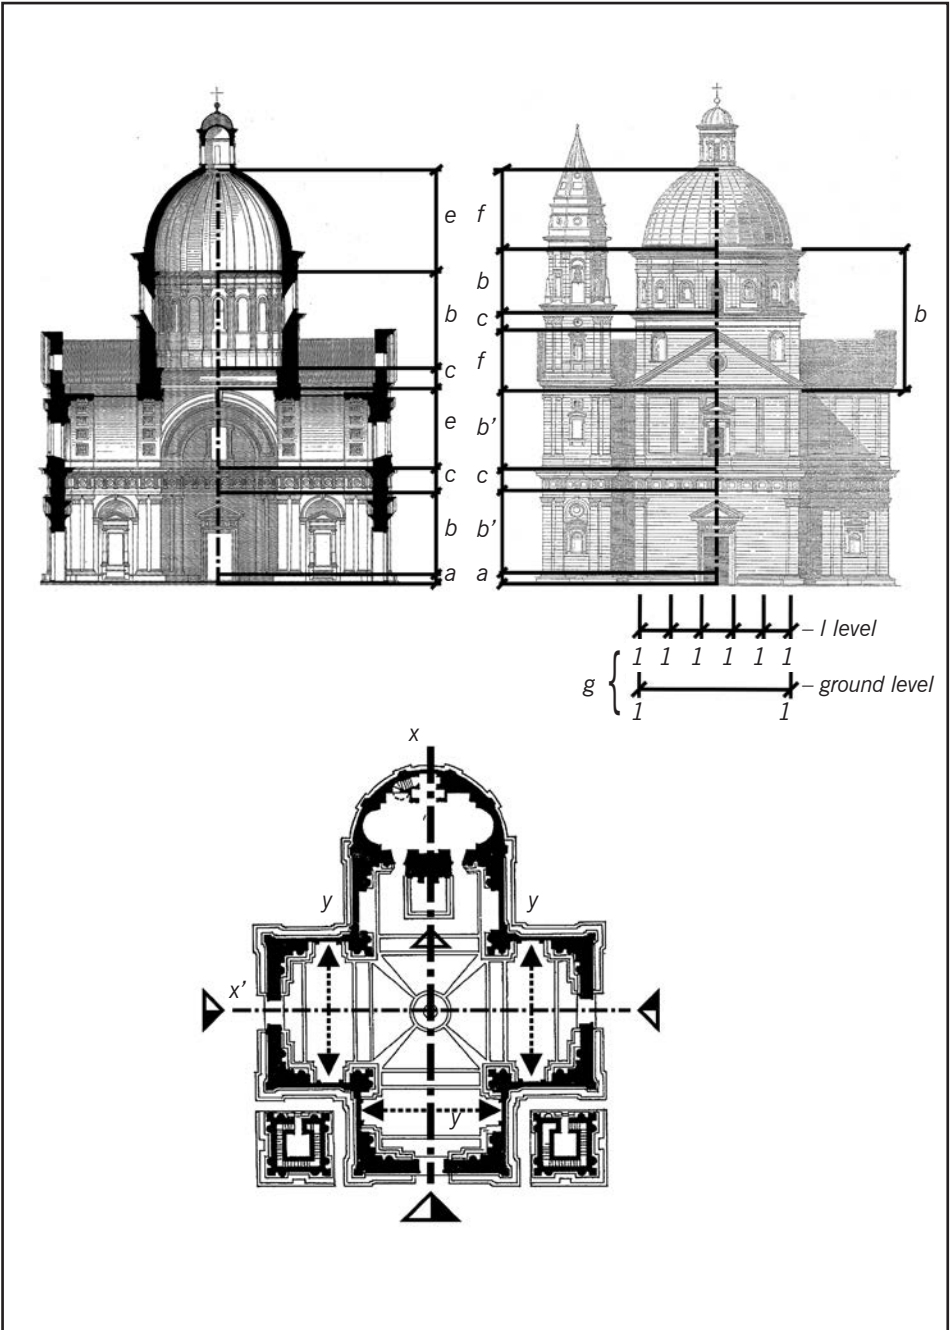 e
b
c
e
c
b
a
f
b
c
f
b’
c
b’
a
b
– I level
1 1 1 1 1 1
g {
– ground level
1 1
x
y y
x’
y